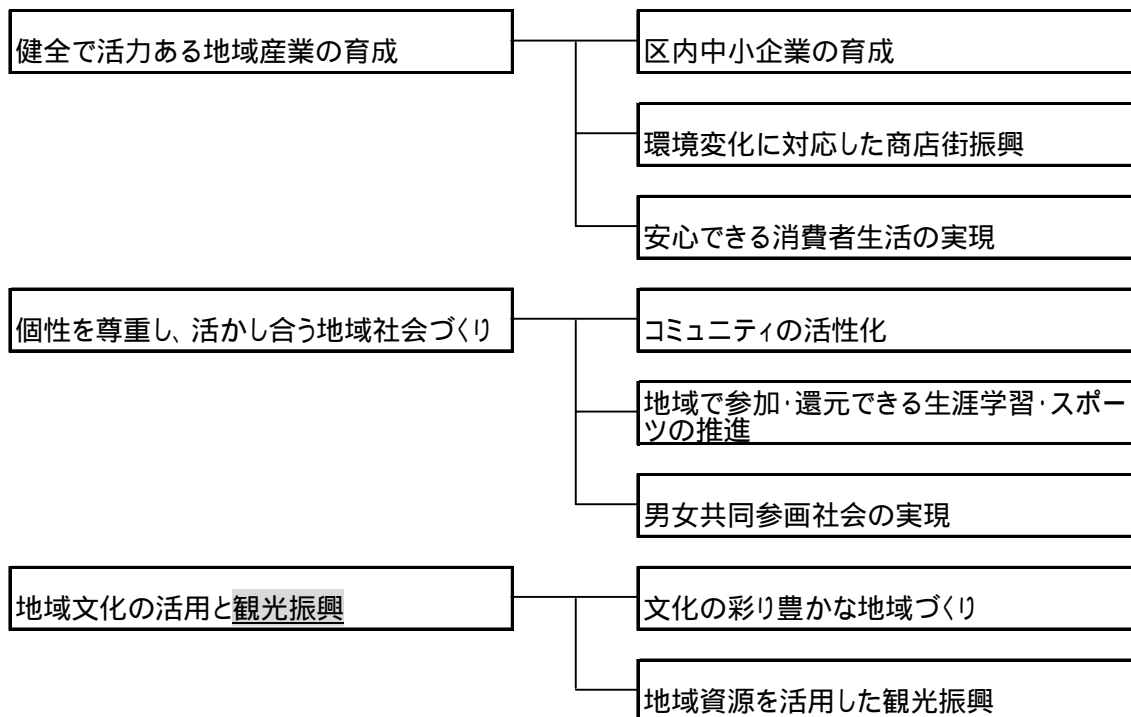 健全で活力ある地域産業の育成
区内中小企業の育成
環境変化に対応した商店街振興
安心できる消費者生活の実現
個性を尊重し、活かし合う地域社会づくり
コミュニティの活性化
地域で参加・還元できる生涯学習・スポー
ツの推進
男女共同参画社会の実現
地域文化の活用と観光振興
文化の彩り豊かな地域づくり
地域資源を活用した観光振興